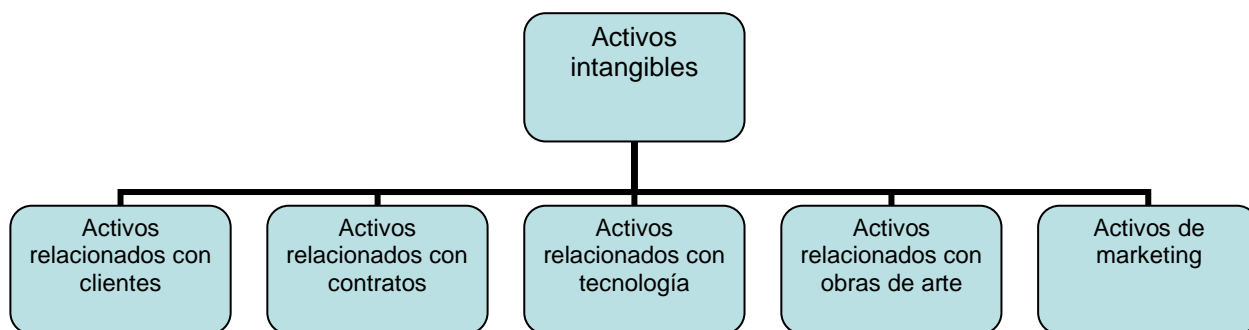 Activos
intangibles
Activos
relacionados con
clientes
Activos
relacionados con
contratos
Activos
relacionados con
tecnología
Activos
relacionados con
obras de arte
Activos de
marketing